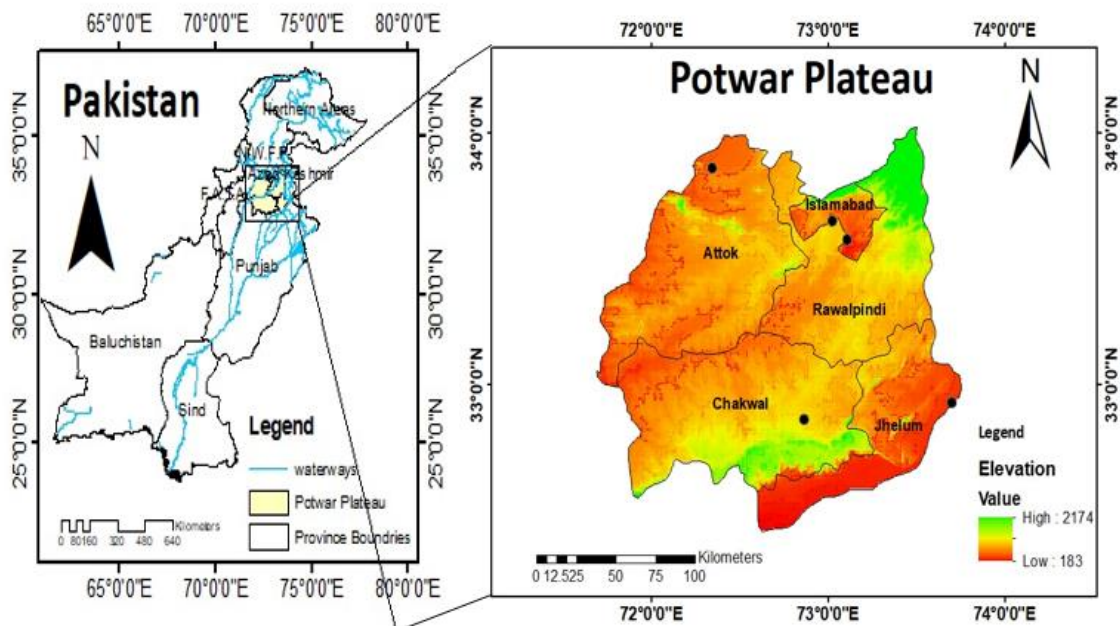 65°0'0"E 70°0'0"E 75°0'0"E 80°0'0"E
Pakistan
N
Northern Areas
N.W.F.P
Azad Kashmir
Punjab
Baluchistan
Sind
Legend
waterways
Potwar Plateau
Province Boundries
Kilometers
0 80160 320 480 640
35°0'0"N
30°0'0"N
25°0'0"N
35°0'0"N
30°0'0"N
25°0'0"N
65°0'0"E 70°0'0"E 75°0'0"E 80°0'0"E
72°0'0"E 73°0'0"E 74°0'0"E
Potwar Plateau
N
Islamabad
Attok
Rawalpindi
Chakwal
Jhelum
Legend
Elevation
Value
High : 2174
Low : 183
Kilometers
0 12.525 50 75 100
34°0'0"N
33°0'0"N
34°0'0"N
33°0'0"N
72°0'0"E 73°0'0"E 74°0'0"E